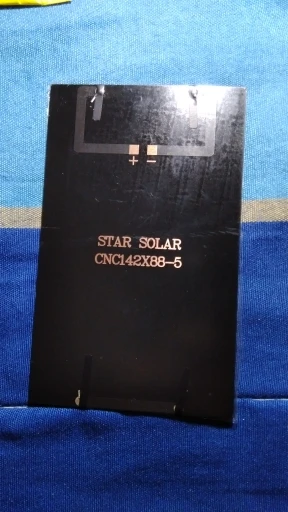 + −
STAR SOLAR
CNC142X88-5